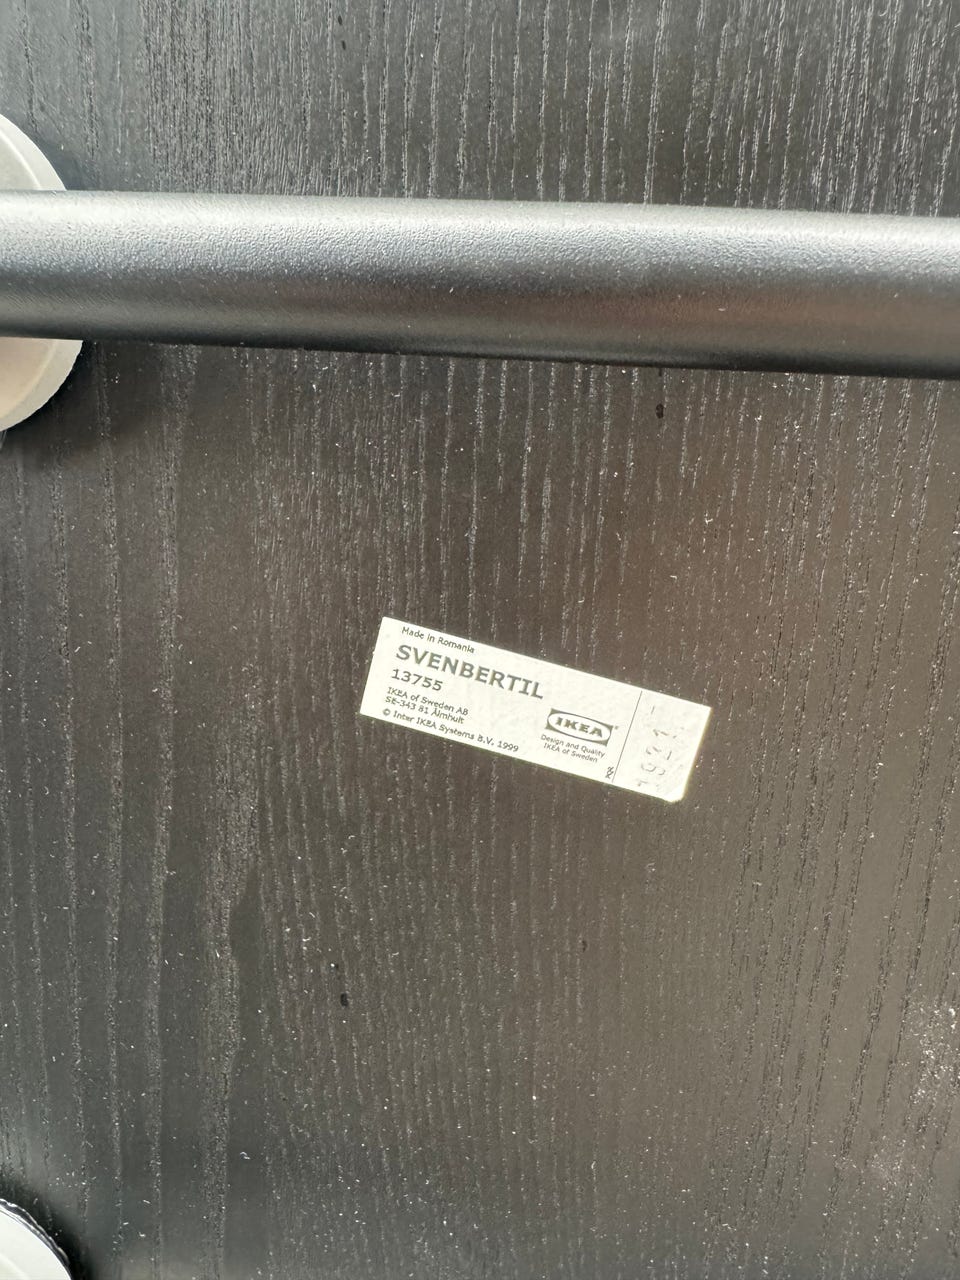 Made in Romania
SVENBERTIL
13755
IKEA of Sweden AB
SE-343 81 Älmhult
© Inter IKEA Systems B.V. 1999
IKEA®
Design and Quality
IKEA of Sweden